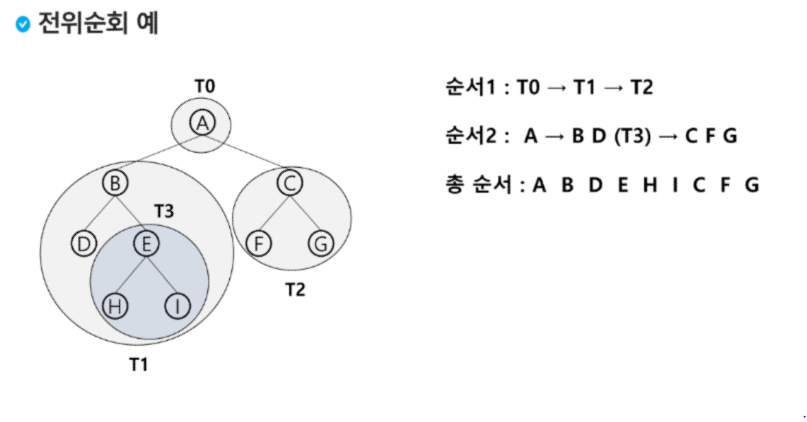 전위순회 예
T0
A
B
C
T3
D
E
F
G
H
I
T2
T1
순서1 : T0 → T1 → T2
순서2 : A → B D (T3) → C F G
총 순서 : A B D E H I C F G